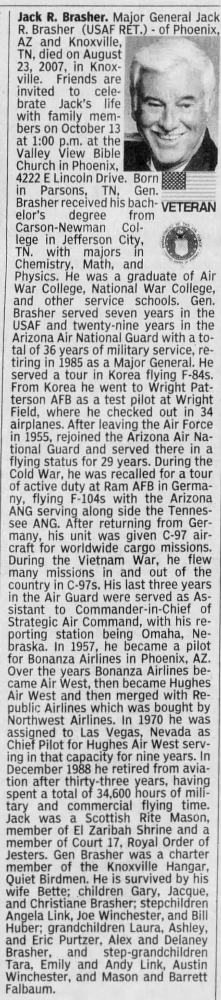 Jack R. Brasher. Major General Jack
R. Brasher (USAF RET.) - of Phoenix,
AZ and Knoxville,
TN, died on August
23, 2007, in Knox-
ville. Friends are
invited to cele-
brate Jack's life
with family mem-
bers on October 13
at 1:00 p.m. at the
Valley View Bible
Church in Phoenix,
4222 E Lincoln Drive. Born
in Parsons, TN, Gen.
Brasher received his bach-
elor's degree from
Carson-Newman Col-
lege in Jefferson City,
TN. with majors in
Chemistry, Math, and
VETERAN
DEPARTMENT OF THE AIR FORCE
UNITED STATES OF AMERICA
Physics. He was a graduate of Air
War College, National War College,
and other service schools. Gen.
Brasher served seven years in the
USAF and twenty-nine years in the
Arizona Air National Guard with a to-
tal of 36 years of military service, re-
tiring in 1985 as a Major General. He
served a tour in Korea flying F-84s.
From Korea he went to Wright Pat-
terson AFB as a test pilot at Wright
Field, where he checked out in 34
airplanes. After leaving the Air Force
in 1955, rejoined the Arizona Air Na-
tional Guard and served there in a
flying status for 29 years. During the
Cold War, he was recalled for a tour
of active duty at Ram AFB in Germa-
ny, flying F-104s with the Arizona
ANG serving along side the Tennes-
see ANG. After returning from Ger-
many, his unit was given C-97 air-
craft for worldwide cargo missions.
During the Vietnam War, he flew
many missions in and out of the
country in C-97s. His last three years
in the Air Guard were served as As-
sistant to Commander-in-Chief of
Strategic Air Command, with his re-
porting station being Omaha, Ne-
braska. In 1957, he became a pilot
for Bonanza Airlines in Phoenix, AZ.
Over the years Bonanza Airlines be-
came Air West, then became Hughes
Air West and then merged with Re-
public Airlines which was bought by
Northwest Airlines. In 1970 he was
assigned to Las Vegas, Nevada as
Chief Pilot for Hughes Air West serv-
ing in that capacity for nine years. In
December 1988 he retired from avia-
tion after thirty-three years, having
spent a total of 34,600 hours of mili-
tary and commercial flying time.
Jack was a Scottish Rite Mason,
member of El Zaribah Shrine and a
member of Court 17, Royal Order of
Jesters. Gen Brasher was a charter
member of the Knoxville Hangar,
Quiet Birdmen. He is survived by his
wife Bette; children Gary, Jacque,
and Christiane Brasher; stepchildren
Angela Link, Joe Winchester, and Bill
Huber; grandchildren Laura, Ashley,
and Eric Purtzer, Alex and Delaney
Brasher, and step-grandchildren
Tara, Emily and Andy Link, Austin
Winchester, and Mason and Barrett
Falbaum.